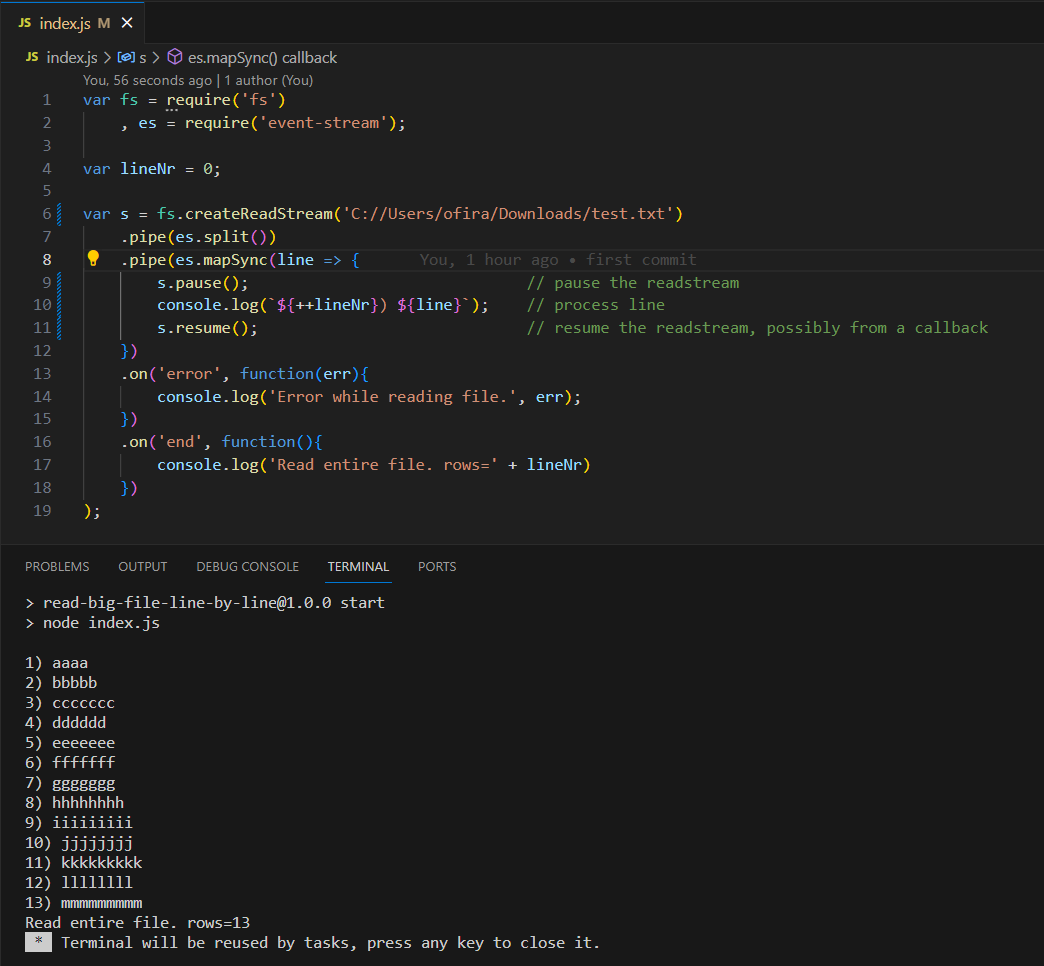 JS index.js M ×
JS index.js > s > es.mapSync() callback
You, 56 seconds ago | 1 author (You)
1 var fs = require('fs')
2     , es = require('event-stream');
3
4 var lineNr = 0;
5
6 var s = fs.createReadStream('C://Users/ofira/Downloads/test.txt')
7     .pipe(es.split())
8     .pipe(es.mapSync(line => {       You, 1 hour ago • first commit
9         s.pause();                              // pause the readstream
10         console.log(`${++lineNr}) ${line}`);    // process line
11         s.resume();                             // resume the readstream, possibly from a callback
12     })
13     .on('error', function(err){
14         console.log('Error while reading file.', err);
15     })
16     .on('end', function(){
17         console.log('Read entire file. rows=' + lineNr)
18     })
19 );
PROBLEMS OUTPUT DEBUG CONSOLE TERMINAL PORTS
> read-big-file-line-by-line@1.0.0 start
> node index.js
1) aaaa
2) bbbbb
3) ccccccc
4) dddddd
5) eeeeeee
6) fffffff
7) ggggggg
8) hhhhhhhh
9) iiiiiiiii
10) jjjjjjjj
11) kkkkkkkkk
12) llllllll
13) mmmmmmmmm
Read entire file. rows=13
* Terminal will be reused by tasks, press any key to close it.